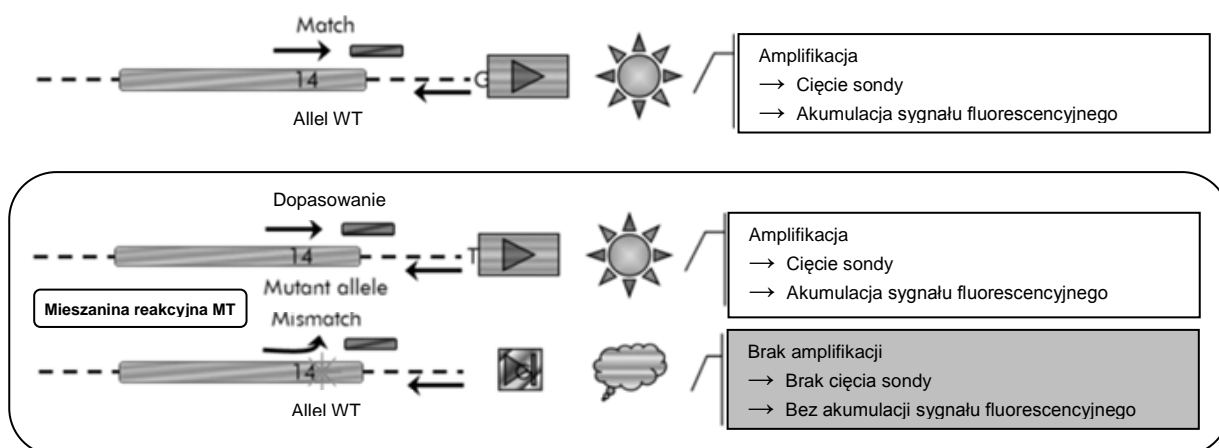 Match
14
G
Allel WT
Amplifikacja
→ Cięcie sondy
→ Akumulacja sygnału fluorescencyjnego
Dopasowanie
14
T
Mutant allele
Amplifikacja
→ Cięcie sondy
→ Akumulacja sygnału fluorescencyjnego
Mieszanina reakcyjna MT
Mismatch
14
Allel WT
Brak amplifikacji
→ Brak cięcia sondy
→ Bez akumulacji sygnału fluorescencyjnego